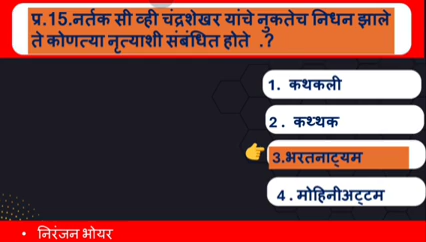 प्र.15.नर्तक सी व्ही चंद्रशेखर यांचे नुकतेच निधन झाले
ते कोणत्या नृत्याशी संबंधित होते .?
1. कथकली
2. कथ्थक
3.भरतनाट्यम
4.मोहिनीअट्टम
• निरंजन भोयर